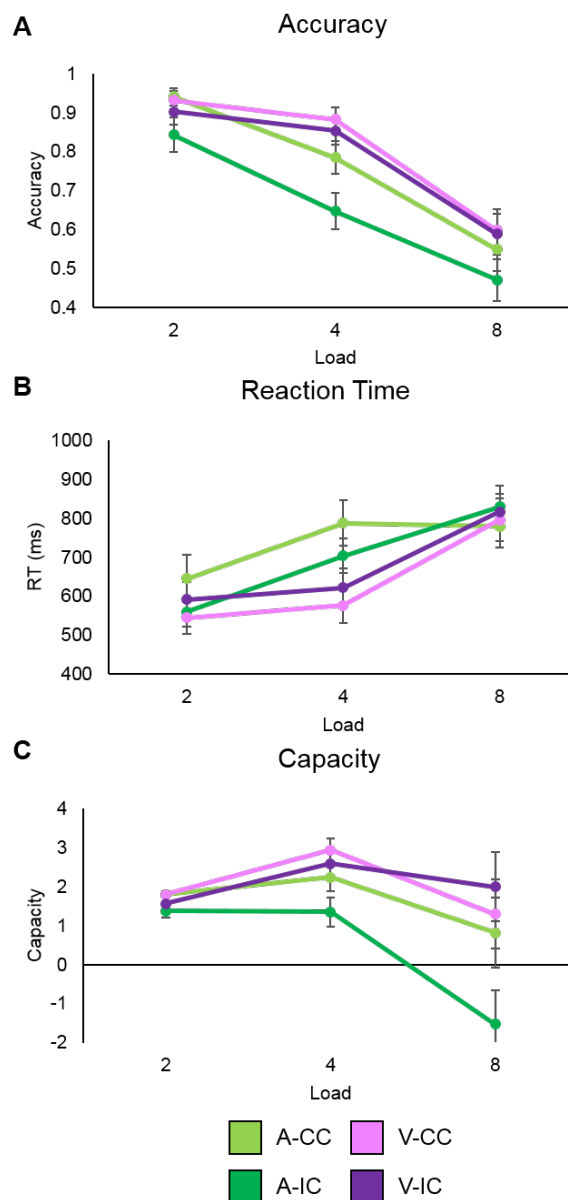 A
Accuracy
1
0.9
0.8
0.7
0.6
0.5
0.4
Accuracy
2 4 8
Load
B
Reaction Time
1000
900
800
700
600
500
400
RT (ms)
2 4 8
Load
C
Capacity
4
3
2
1
0
-1
-2
Capacity
2 4 8
Load
A-CC V-CC
A-IC V-IC